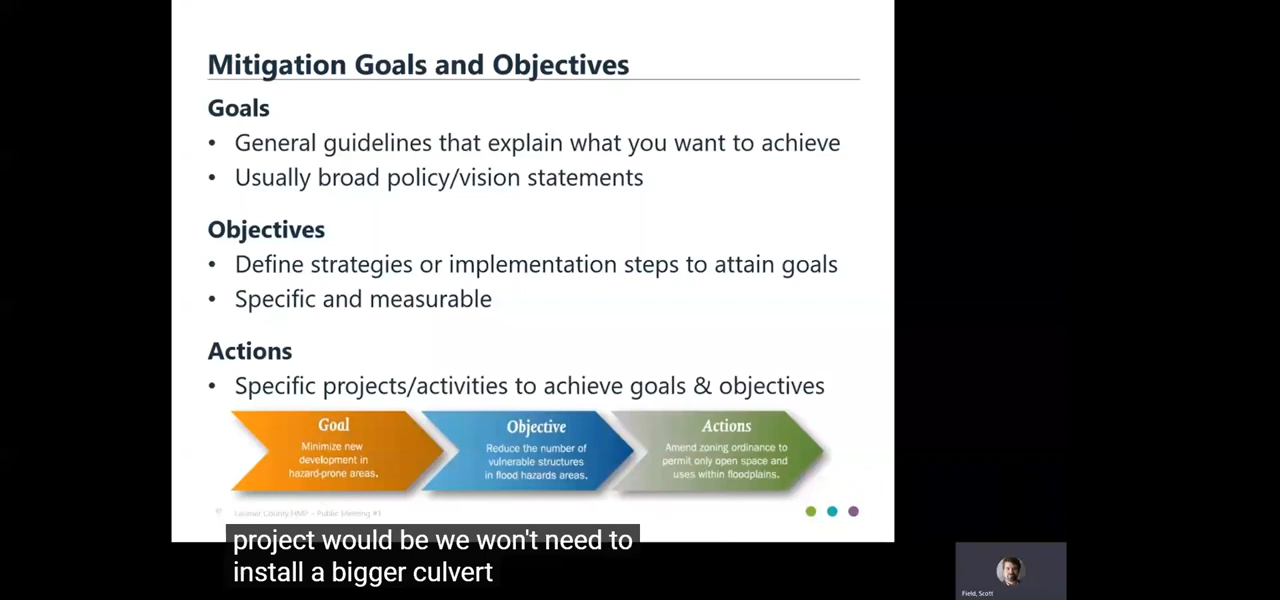 Mitigation Goals and Objectives
Goals
• General guidelines that explain what you want to achieve
• Usually broad policy/vision statements
Objectives
• Define strategies or implementation steps to attain goals
• Specific and measurable
Actions
• Specific projects/activities to achieve goals & objectives
Goal
Minimize new
development in
hazard-prone areas.
Objective
Reduce the number of
vulnerable structures
in flood hazards areas.
Actions
Amend zoning ordinance to
permit only open space and
uses within floodplains.
Larimer County HMP – Public Meeting #1
project would be we won't need to
install a bigger culvert
Field, Scott